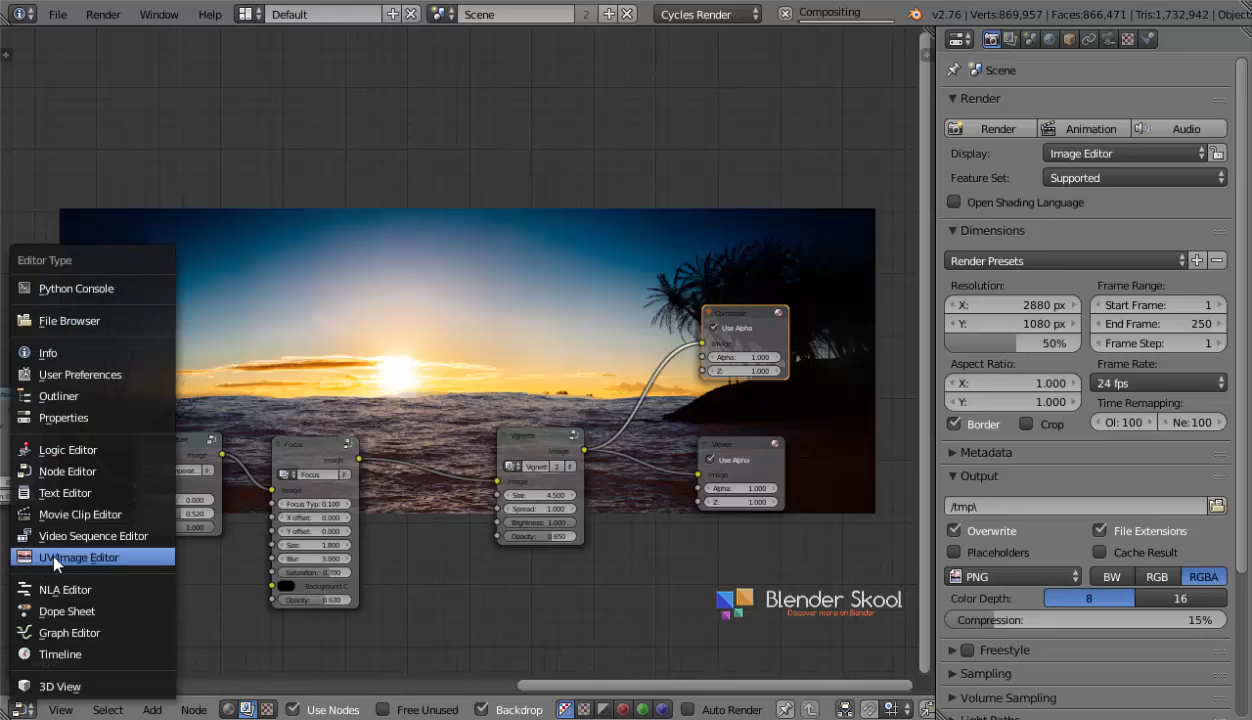 File Render Window Help Default Scene 2 Cycles Render Compositing v2.76 | Verts:869,957 | Faces:866,471 | Tris:1,732,942 |
Scene
Render
Render Animation Audio
Display: Image Editor
Feature Set: Supported
Open Shading Language
Dimensions
Render Presets
Resolution: Frame Range:
X: 2880 px Start Frame: 1
Y: 1080 px End Frame: 250
50% Frame Step: 1
Aspect Ratio: Frame Rate:
X: 1.000 24 fps
Y: 1.000 Time Remapping:
Border Crop Ol: 100 Ne: 100
Metadata
Output
/tmp\
Overwrite File Extensions
Placeholders Cache Result
PNG BW RGB RGBA
Color Depth: 8 16
Compression: 15%
Freestyle
Sampling
Volume Sampling
Light Paths
Editor Type
Python Console
File Browser
Info
User Preferences
Outliner
Properties
Logic Editor
Node Editor
Text Editor
Movie Clip Editor
Video Sequence Editor
UV/Image Editor
NLA Editor
Dope Sheet
Graph Editor
Timeline
3D View
Composite
Use Alpha
Image
Alpha: 1.000
Z: 1.000
Viewer
Use Alpha
Image
Alpha: 1.000
Z: 1.000
Vignette
Image
Vignett 2 F
Image
Size: 4.500
Spread: 1.000
Brightness: 1.000
Opacity: 0.650
Focus
Image
Focus F
Image
Focus Typ: 0.100
X offset: 0.000
Y offset: 0.000
Size: 1.800
Blur: 3.000
Saturation: 0.700
Background C
Opacity: 0.630
Image
F
0.000
0.520
1.000
Blender Skool
Discover more on Blender
View Select Add Node Use Nodes Free Unused Backdrop Auto Render